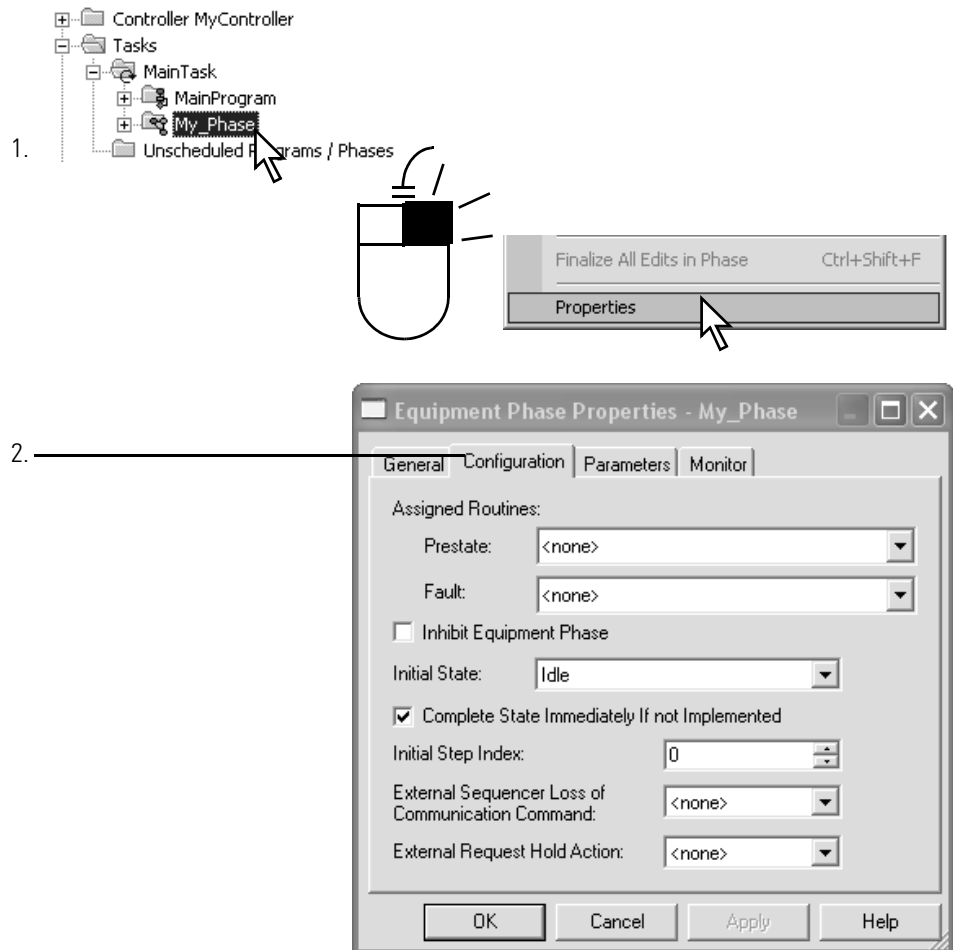 Controller MyController
Tasks
MainTask
MainProgram
My_Phase
1.
Unscheduled Programs / Phases
Finalize All Edits in Phase Ctrl+Shift+F
Properties
Equipment Phase Properties - My_Phase
2.
General Configuration Parameters Monitor
Assigned Routines:
Prestate: <none>
Fault: <none>
Inhibit Equipment Phase
Initial State: Idle
Complete State Immediately If not Implemented
Initial Step Index: 0
External Sequencer Loss of
Communication Command: <none>
External Request Hold Action: <none>
OK Cancel Apply Help